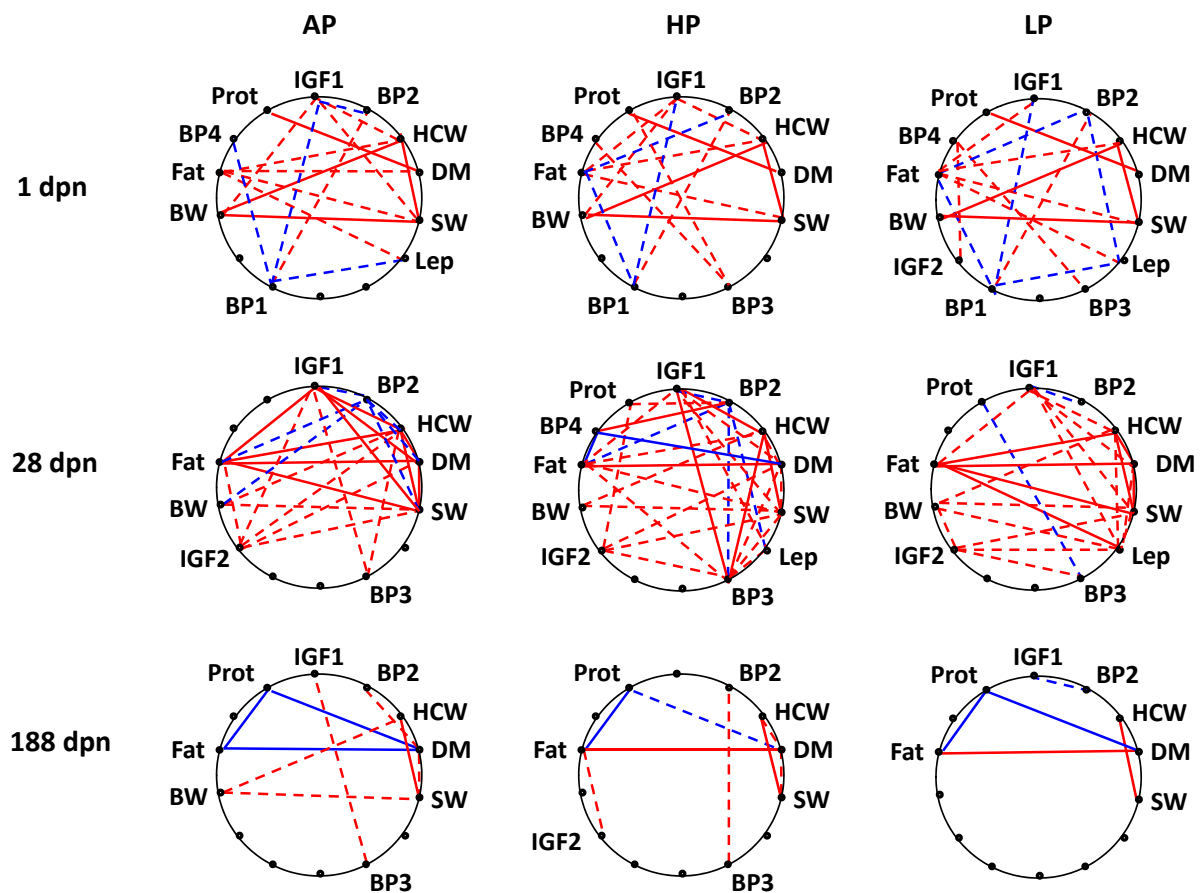 AP HP LP
1 dpn
IGF1
BP2
Prot
HCW
BP4
Fat
DM
BW
SW
Lep
BP1
IGF1
BP2
Prot
HCW
BP4
Fat
DM
BW
SW
BP1
BP3
IGF1
BP2
Prot
HCW
BP4
Fat
DM
BW
SW
IGF2
Lep
BP1
BP3
28 dpn
IGF1
BP2
HCW
Fat
DM
BW
SW
IGF2
BP3
IGF1
BP2
Prot
HCW
BP4
Fat
DM
BW
SW
IGF2
Lep
BP3
IGF1
BP2
Prot
HCW
Fat
DM
BW
SW
IGF2
Lep
BP3
188 dpn
IGF1
BP2
Prot
HCW
Fat
DM
BW
SW
BP3
BP2
Prot
HCW
Fat
DM
SW
IGF2
BP3
IGF1
BP2
Prot
HCW
Fat
DM
SW